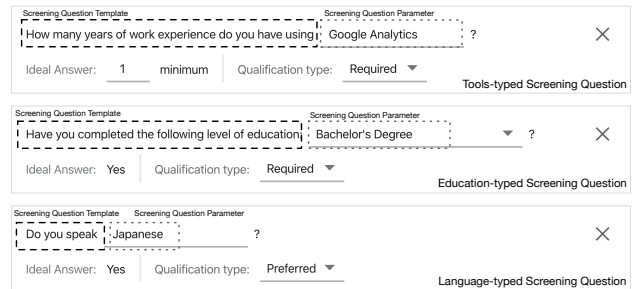 Screening Question Template Screening Question Parameter
How many years of work experience do you have using Google Analytics ?
Ideal Answer: 1 minimum Qualification type: Required
Tools-typed Screening Question
Screening Question Template Screening Question Parameter
Have you completed the following level of education: Bachelor's Degree ?
Ideal Answer: Yes Qualification type: Required
Education-typed Screening Question
Screening Question Template Screening Question Parameter
Do you speak Japanese ?
Ideal Answer: Yes Qualification type: Preferred
Language-typed Screening Question